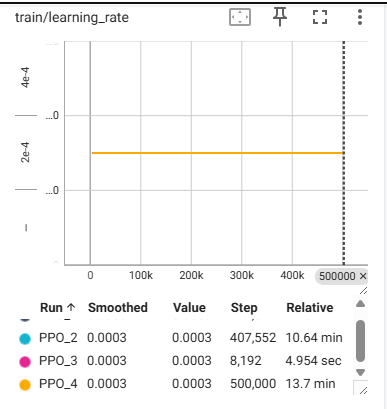 train/learning_rate
4e-4
...0
2e-4
...0
0 100k 200k 300k 400k 500000 ×
Run ↑ Smoothed Value Step Relative
PPO_2 0.0003 0.0003 407,552 10.64 min
PPO_3 0.0003 0.0003 8,192 4.954 sec
PPO_4 0.0003 0.0003 500,000 13.7 min